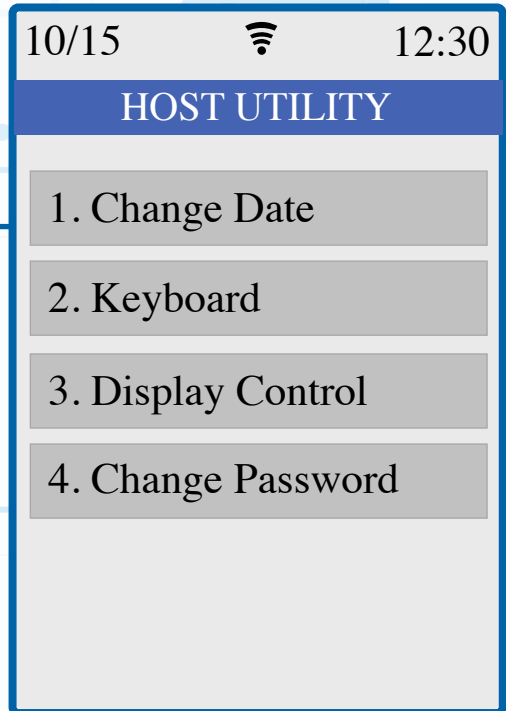 10/15 12:30
HOST UTILITY
1. Change Date
2. Keyboard
3. Display Control
4. Change Password